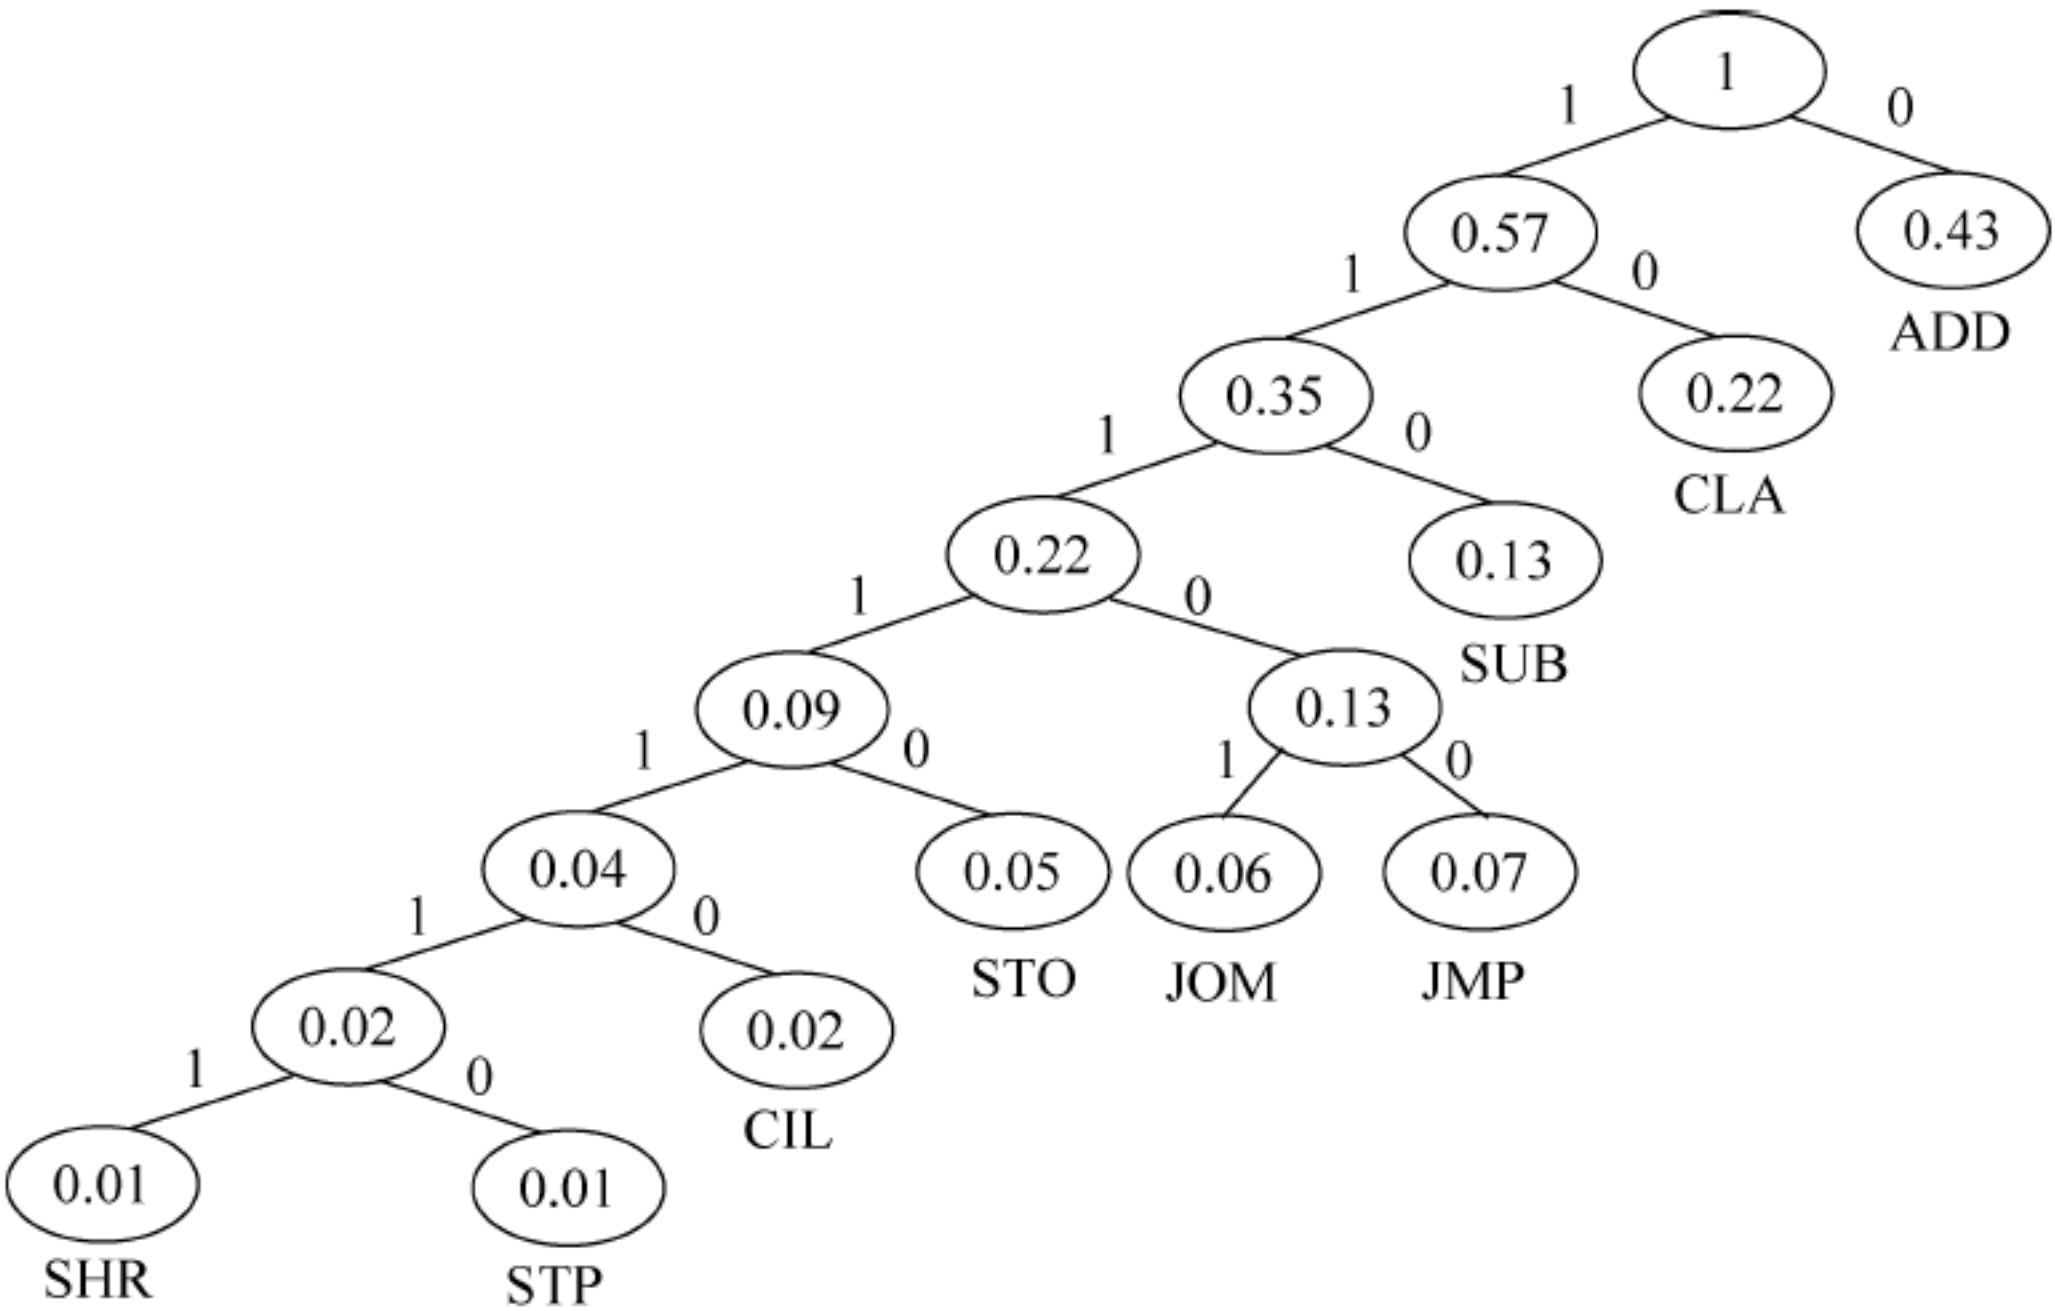 1
1 0
0.57 0.43
1 0 ADD
0.35 0.22
1 0 CLA
0.22 0.13
1 0 SUB
0.09 0.13
1 0 1 0
0.04 0.05 0.06 0.07
1 0 STO JOM JMP
0.02 0.02
1 0 CIL
0.01 0.01
SHR STP